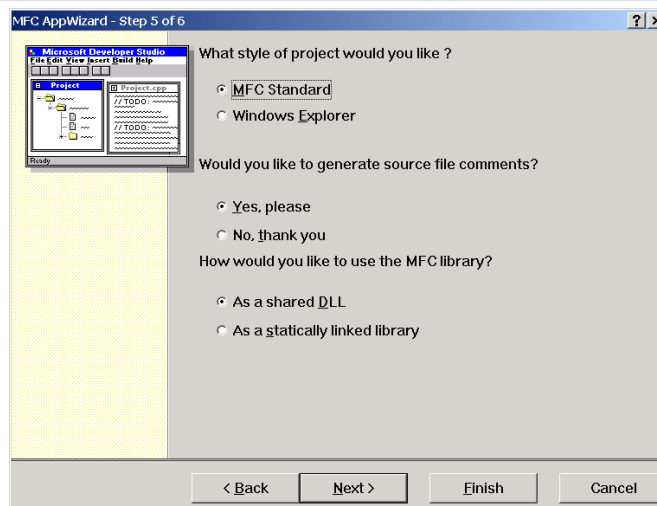 MFC AppWizard - Step 5 of 6
Microsoft Developer Studio
File Edit View Insert Build Help
Project
Project.cpp
// TODO:
// TODO:
Ready
What style of project would you like ?
MFC Standard
Windows Explorer
Would you like to generate source file comments?
Yes, please
No, thank you
How would you like to use the MFC library?
As a shared DLL
As a statically linked library
< Back
Next >
Finish
Cancel